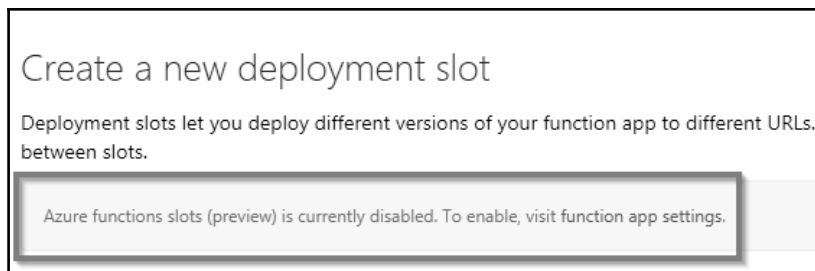 Create a new deployment slot
Deployment slots let you deploy different versions of your function app to different URLs.
between slots.
Azure functions slots (preview) is currently disabled. To enable, visit function app settings.